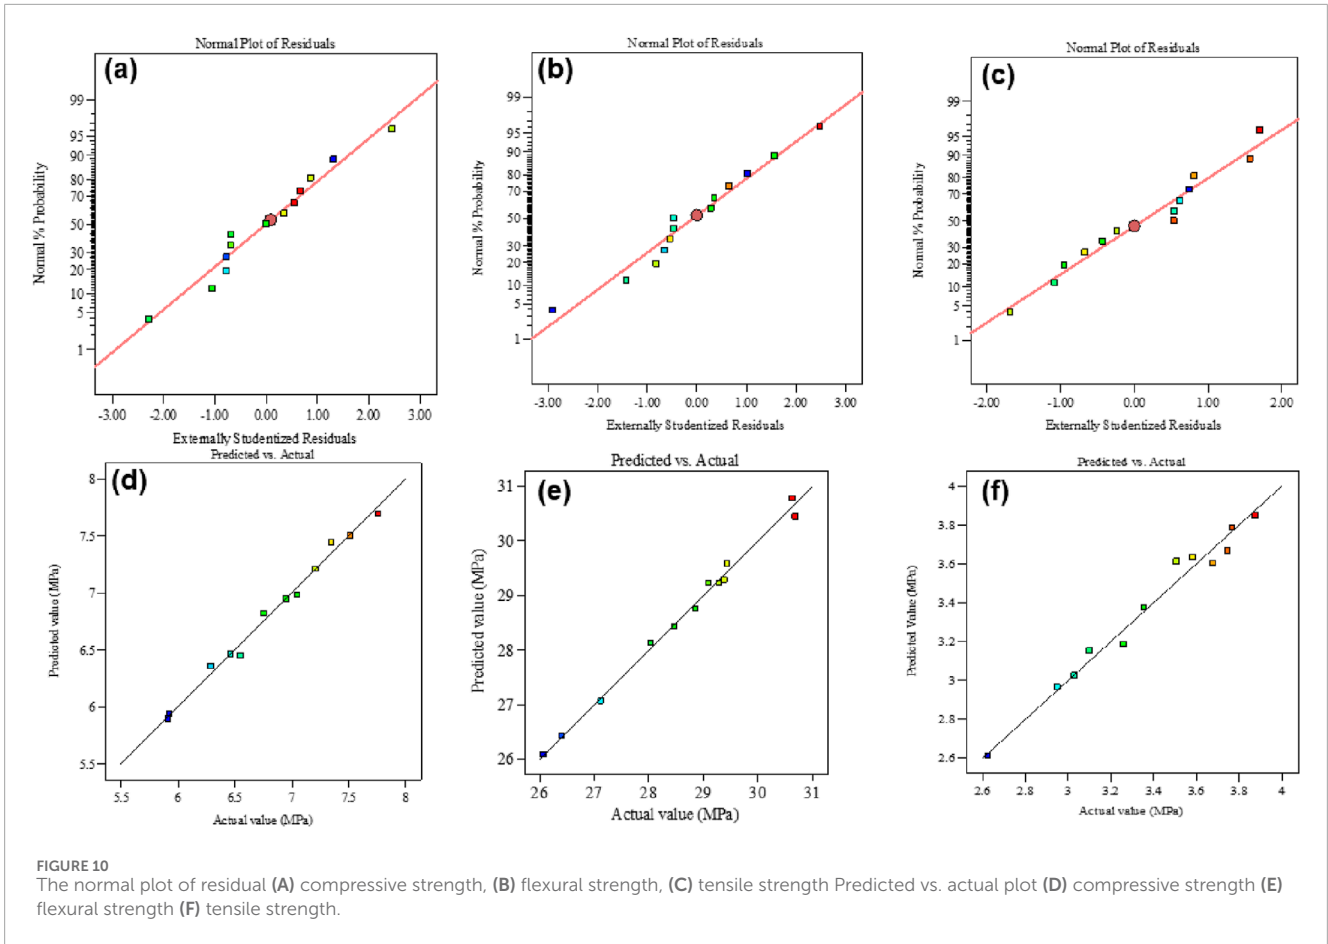 Normal Plot of Residuals
(a)
Normal % Probability
99
95
90
80
70
50
30
20
10
5
1
-3.00 -2.00 -1.00 0.00 1.00 2.00 3.00
Externally Studentized Residuals
Normal Plot of Residuals
(b)
Normal % Probability
99
95
90
80
70
50
30
20
10
5
1
-3.00 -2.00 -1.00 0.00 1.00 2.00 3.00
Externally Studentized Residuals
Normal Plot of Residuals
(c)
Normal % Probability
99
95
90
80
70
50
30
20
10
5
1
-2.00 -1.00 0.00 1.00 2.00
Externally Studentized Residuals
Predicted vs. Actual
(d)
Predicted value (MPa)
8
7.5
7
6.5
6
5.5
5.5 6 6.5 7 7.5 8
Actual value (MPa)
Predicted vs. Actual
(e)
Predicted value (MPa)
31
30
29
28
27
26
26 27 28 29 30 31
Actual value (MPa)
Predicted vs. Actual
(f)
Predicted Value (MPa)
4
3.8
3.6
3.4
3.2
3
2.8
2.6
2.6 2.8 3 3.2 3.4 3.6 3.8 4
Actual value (MPa)
FIGURE 10
The normal plot of residual (A) compressive strength, (B) flexural strength, (C) tensile strength Predicted vs. actual plot (D) compressive strength (E)
flexural strength (F) tensile strength.